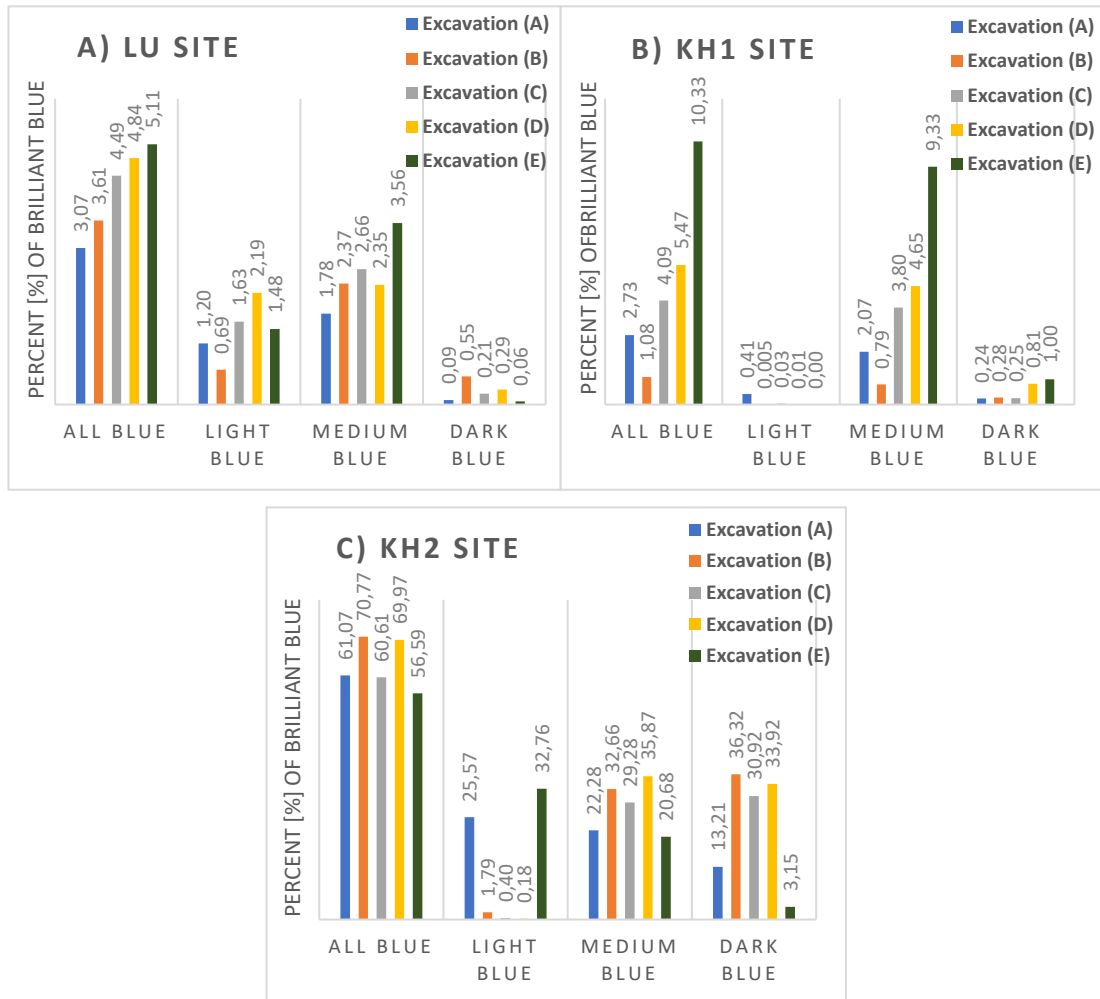 A) LU SITE
Excavation (A)
Excavation (B)
Excavation (C)
Excavation (D)
Excavation (E)
PERCENT [%] OF BRILLIANT BLUE
3,07
3,61
4,49
4,84
5,11
1,20
0,69
1,63
2,19
1,48
1,78
2,37
2,66
2,35
3,56
0,09
0,55
0,21
0,29
0,06
ALL BLUE
LIGHT
BLUE
MEDIUM
BLUE
DARK
BLUE
B) KH1 SITE
Excavation (A)
Excavation (B)
Excavation (C)
Excavation (D)
Excavation (E)
PERCENT [%] OFBRILLIANT BLUE
2,73
1,08
4,09
5,47
10,33
0,41
0,005
0,03
0,01
0,00
2,07
0,79
3,80
4,65
9,33
0,24
0,28
0,25
0,81
1,00
ALL BLUE
LIGHT
BLUE
MEDIUM
BLUE
DARK
BLUE
C) KH2 SITE
Excavation (A)
Excavation (B)
Excavation (C)
Excavation (D)
Excavation (E)
PERCENT [%] OF BRILLIANT BLUE
61,07
70,77
60,61
69,97
56,59
25,57
1,79
0,40
0,18
32,76
22,28
32,66
29,28
35,87
20,68
13,21
36,32
30,92
33,92
3,15
ALL BLUE
LIGHT
BLUE
MEDIUM
BLUE
DARK
BLUE